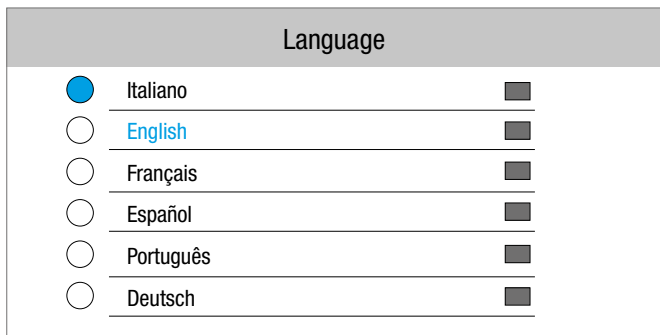 Language
Italiano
English
Français
Español
Português
Deutsch